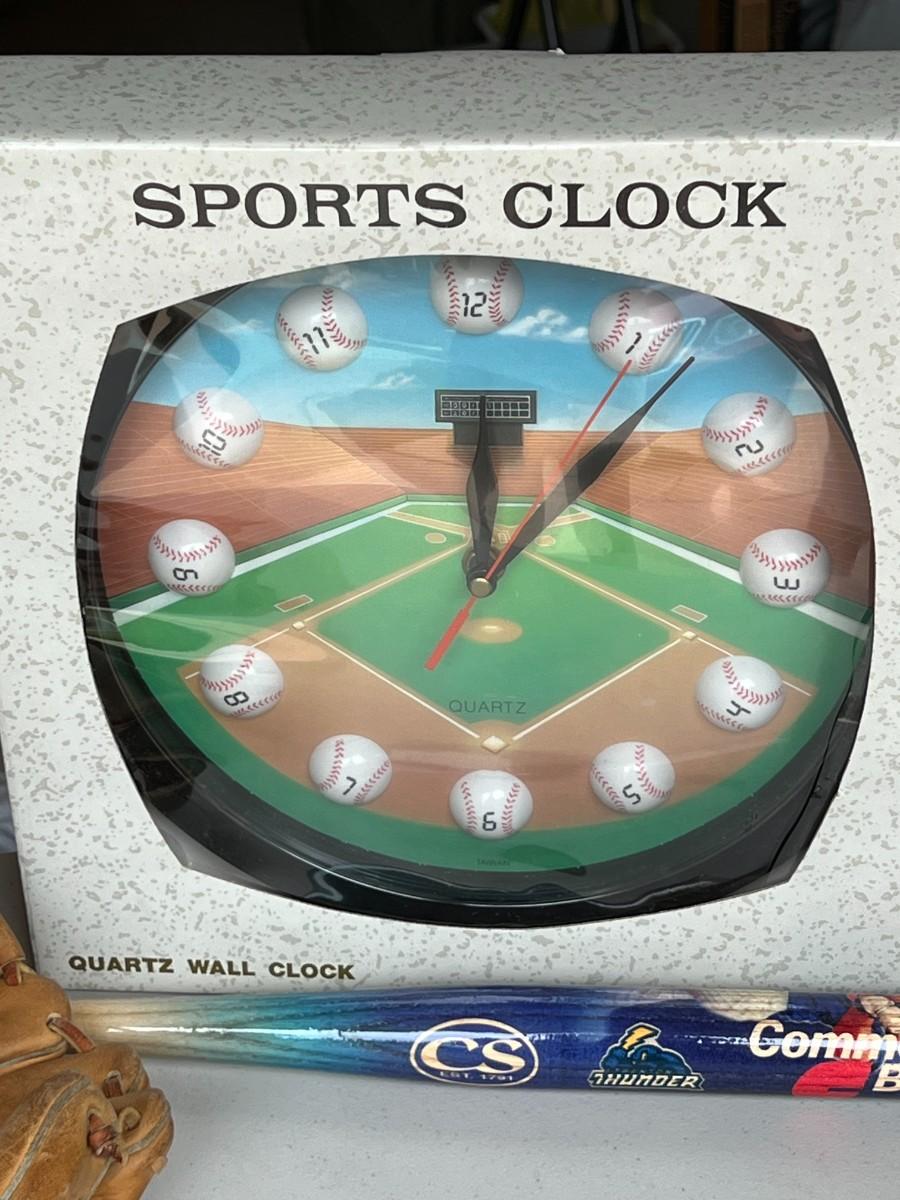 SPORTS CLOCK
12
11
1
10
2
9
3
8
4
7
5
6
QUARTZ
TAIWAN
QUARTZ WALL CLOCK
CS
EST. 1791
THUNDER